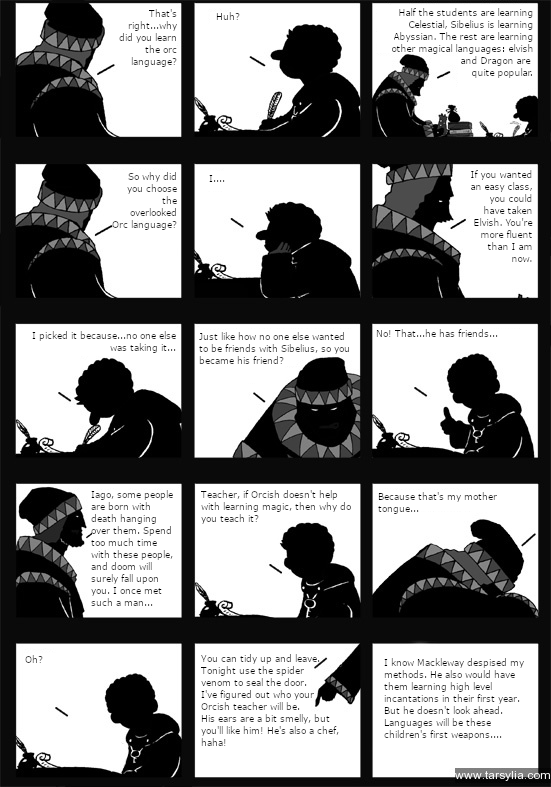 That's
right...why
did you learn
the orc
language?
Huh?
Half the students are learning
Celestial, Sibelius is learning
Abyssian. The rest are learning
other magical languages: elvish
and Dragon are
quite popular.
So why did
you choose
the
overlooked
Orc language?
I....
If you wanted
an easy class,
you could
have taken
Elvish. You're
more fluent
than I am
now.
I picked it because...no one else
was taking it...
Just like how no one else wanted
to be friends with Sibelius, so you
became his friend?
No! That...he has friends...
Iago, some people
are born with
death hanging
over them. Spend
too much time
with these people,
and doom will
surely fall upon
you. I once met
such a man...
Teacher, if Orcish doesn't help
with learning magic, then why do
you teach it?
Because that's my mother
tongue...
Oh?
You can tidy up and leave.
Tonight use the spider
venom to seal the door.
I've figured out who your
Orcish teacher will be.
His ears are a bit smelly, but
you'll like him! He's also a chef,
haha!
I know Mackleway despised my
methods. He also would have
them learning high level
incantations in their first year.
But he doesn't look ahead.
Languages will be these
children's first weapons....
www.tarsylia.com